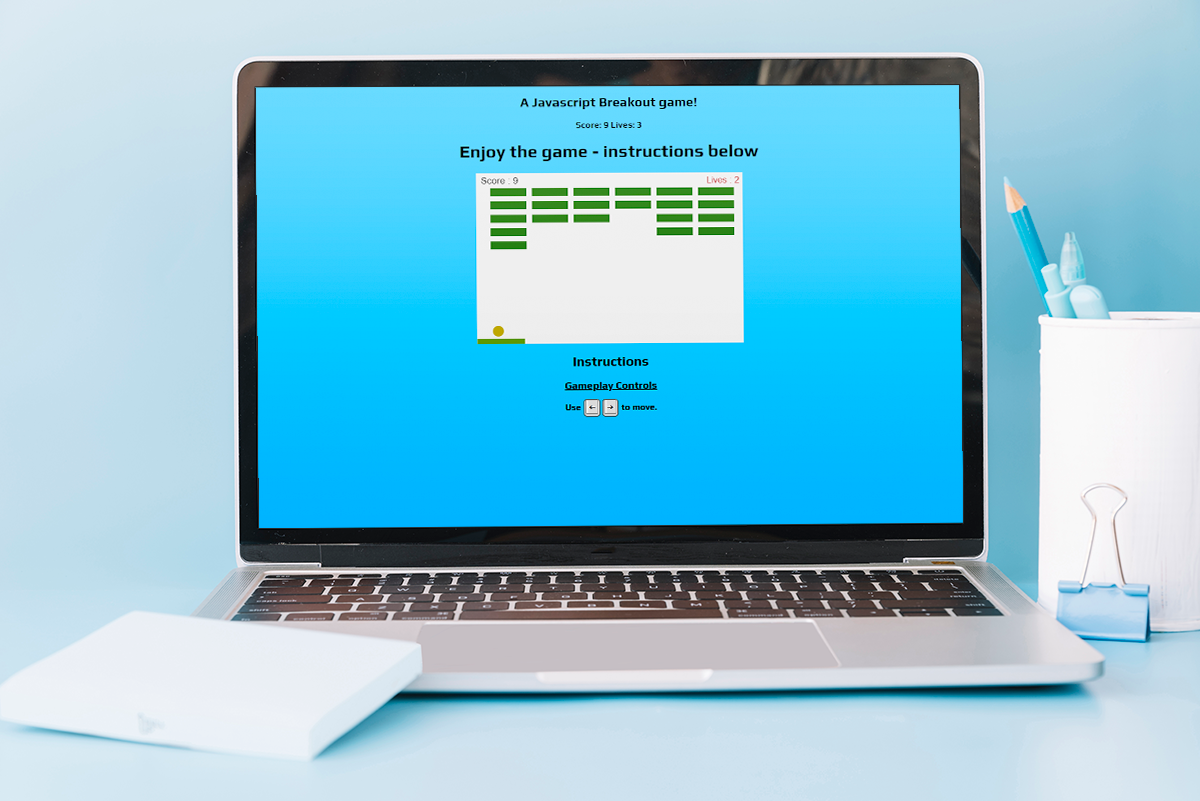 A Javascript Breakout game!
Score: 9 Lives: 3
Enjoy the game - instructions below
Score : 9
Lives : 2
Instructions
Gameplay Controls
Use ← → to move.